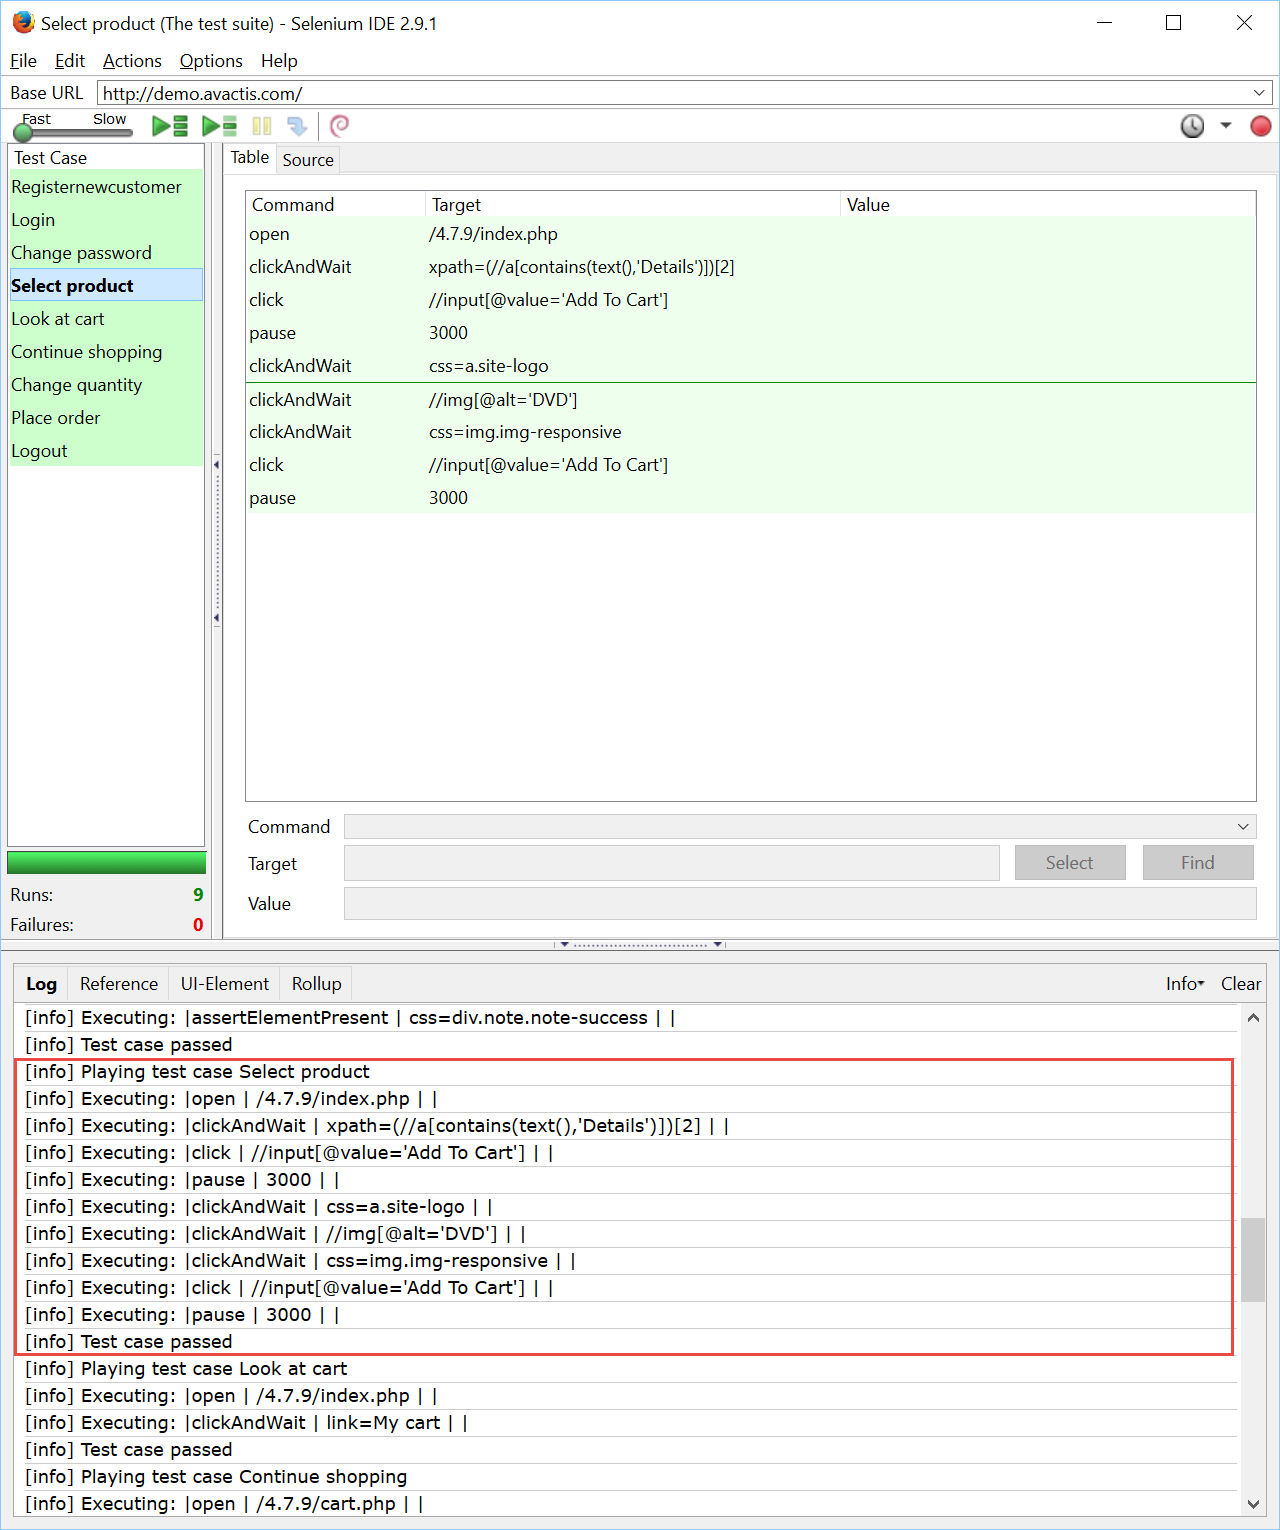 Select product (The test suite) - Selenium IDE 2.9.1
File Edit Actions Options Help
Base URL http://demo.avactis.com/
Fast Slow
Test Case
Registernewcustomer
Login
Change password
Select product
Look at cart
Continue shopping
Change quantity
Place order
Logout
Runs: 9
Failures: 0
Table Source
Command Target Value
open /4.7.9/index.php
clickAndWait xpath=(//a[contains(text(),'Details')])[2]
click //input[@value='Add To Cart']
pause 3000
clickAndWait css=a.site-logo
clickAndWait //img[@alt='DVD']
clickAndWait css=img.img-responsive
click //input[@value='Add To Cart']
pause 3000
Command
Target Select Find
Value
Log Reference UI-Element Rollup Info Clear
[info] Executing: |assertElementPresent | css=div.note.note-success | |
[info] Test case passed
[info] Playing test case Select product
[info] Executing: |open | /4.7.9/index.php | |
[info] Executing: |clickAndWait | xpath=(//a[contains(text(),'Details')])[2] | |
[info] Executing: |click | //input[@value='Add To Cart'] | |
[info] Executing: |pause | 3000 | |
[info] Executing: |clickAndWait | css=a.site-logo | |
[info] Executing: |clickAndWait | //img[@alt='DVD'] | |
[info] Executing: |clickAndWait | css=img.img-responsive | |
[info] Executing: |click | //input[@value='Add To Cart'] | |
[info] Executing: |pause | 3000 | |
[info] Test case passed
[info] Playing test case Look at cart
[info] Executing: |open | /4.7.9/index.php | |
[info] Executing: |clickAndWait | link=My cart | |
[info] Test case passed
[info] Playing test case Continue shopping
[info] Executing: |open | /4.7.9/cart.php | |